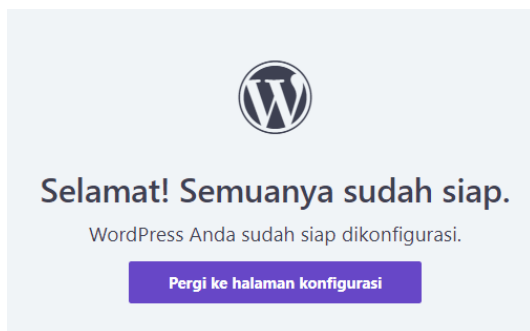 Selamat! Semuanya sudah siap.
WordPress Anda sudah siap dikonfigurasi.
Pergi ke halaman konfigurasi